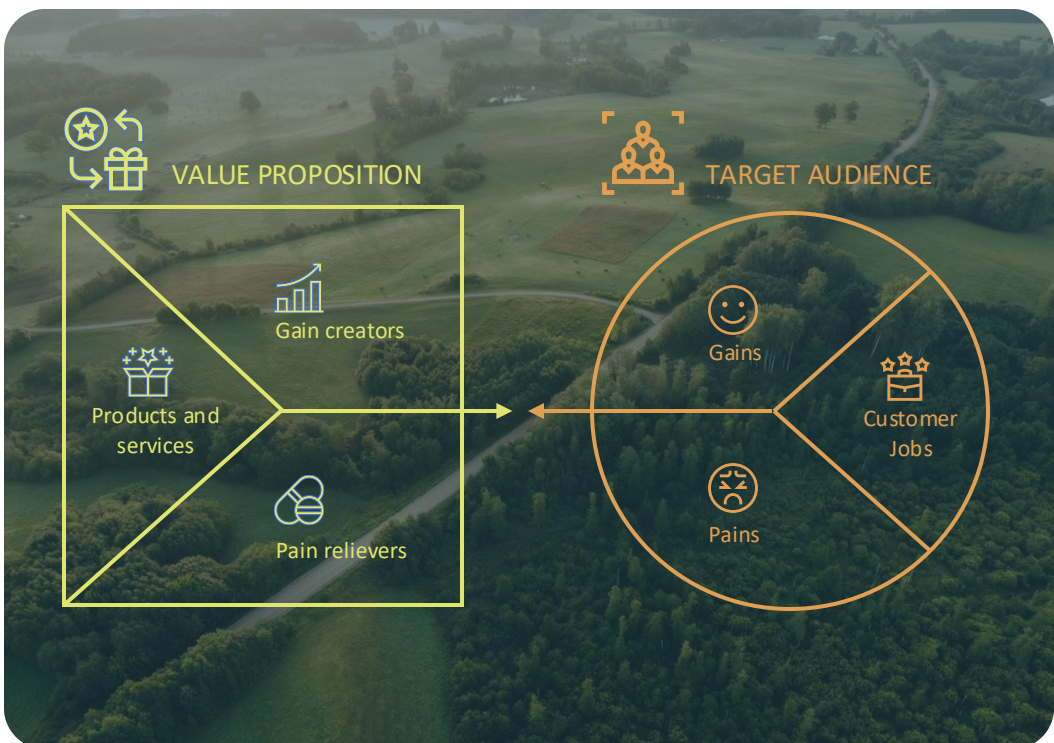 VALUE PROPOSITION
Gain creators
Products and
services
Pain relievers
TARGET AUDIENCE
Gains
Customer
Jobs
Pains